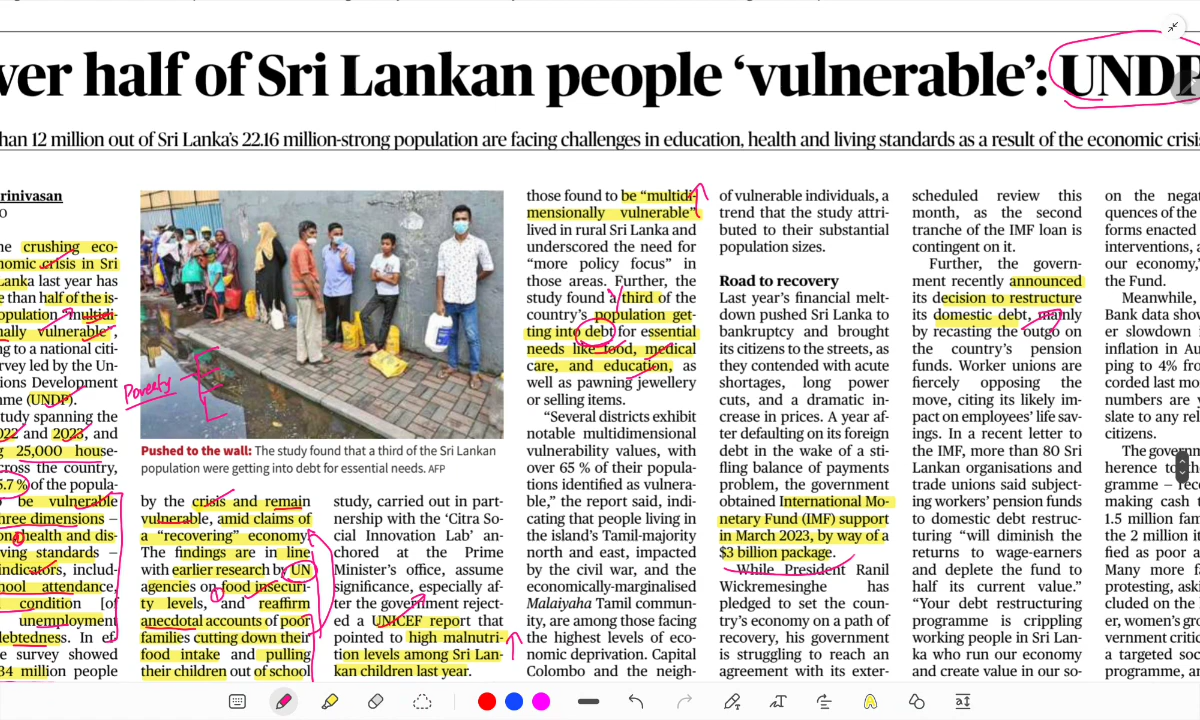 ver half of Sri Lankan people ‘vulnerable’: UNDP
han 12 million out of Sri Lanka’s 22.16 million-strong population are facing challenges in education, health and living standards as a result of the economic crisis
rinivasan
O
ne crushing eco-
nomic crisis in Sri
Lanka last year has
e than half of the is-
opulation “multidi-
nally vulnerable”,
ng to a national citi-
rvey led by the Un-
ions Development
me (UNDP).
tudy spanning the
022 and 2023, and
g 25,000 house-
cross the country,
5.7 % of the popula-
be vulnerable
hree dimensions –
on, health and dis-
ving standards –
indicators, includ-
hool attendance,
condition [of
unemployment
debtedness. In ef-
e survey showed
34 million people
Poverty
E
L
Pushed to the wall: The study found that a third of the Sri Lankan
population were getting into debt for essential needs. AFP
by the crisis and remain
vulnerable, amid claims of
a “recovering” economy.
The findings are in line
with earlier research by UN
agencies on food insecuri-
ty levels, and reaffirm
anecdotal accounts of poor
families cutting down their
food intake and pulling
their children out of school
study, carried out in part-
nership with the ‘Citra So-
cial Innovation Lab’ an-
chored at the Prime
Minister’s office, assume
significance, especially af-
ter the government reject-
ed a UNICEF report that
pointed to high malnutri-
tion levels among Sri Lan-
kan children last year.
those found to be “multidi-
mensionally vulnerable”
lived in rural Sri Lanka and
underscored the need for
“more policy focus” in
those areas. Further, the
study found a third of the
country’s population get-
ting into debt for essential
needs like food, medical
care, and education, as
well as pawning jewellery
or selling items.
“Several districts exhibit
notable multidimensional
vulnerability values, with
over 65 % of their popula-
tions identified as vulnera-
ble,” the report said, indi-
cating that people living in
the island’s Tamil-majority
north and east, impacted
by the civil war, and the
economically-marginalised
Malaiyaha Tamil commun-
ity, are among those facing
the highest levels of eco-
nomic deprivation. Capital
Colombo and the neigh-
of vulnerable individuals, a
trend that the study attri-
buted to their substantial
population sizes.
Road to recovery
Last year’s financial melt-
down pushed Sri Lanka to
bankruptcy and brought
its citizens to the streets, as
they contended with acute
shortages, long power
cuts, and a dramatic in-
crease in prices. A year af-
ter defaulting on its foreign
debt in the wake of a sti-
fling balance of payments
problem, the government
obtained International Mo-
netary Fund (IMF) support
in March 2023, by way of a
$3 billion package.
While President Ranil
Wickremesinghe has
pledged to set the coun-
try’s economy on a path of
recovery, his government
is struggling to reach an
agreement with its exter-
scheduled review this
month, as the second
tranche of the IMF loan is
contingent on it.
Further, the govern-
ment recently announced
its decision to restructure
its domestic debt, mainly
by recasting the outgo on
the country’s pension
funds. Worker unions are
fiercely opposing the
move, citing its likely im-
pact on employees’ life sav-
ings. In a recent letter to
the IMF, more than 80 Sri
Lankan organisations and
trade unions said subject-
ing workers’ pension funds
to domestic debt restruc-
turing “will diminish the
returns to wage-earners
and deplete the fund to
half its current value.”
“Your debt restructuring
programme is crippling
working people in Sri Lan-
ka who run our economy
and create value in our so-
on the negat
quences of the
forms enacted
interventions, a
our economy,”
the Fund.
Meanwhile,
Bank data show
er slowdown i
inflation in Au
ping to 4% fro
corded last mo
numbers are y
slate to any rel
citizens.
The governm
herence to the
gramme – rece
making cash t
1.5 million fam
the 2 million it
fied as poor a
Many more fa
protesting, aski
cluded on the l
er, women’s gro
vernment critic
a targeted soc
programme, an